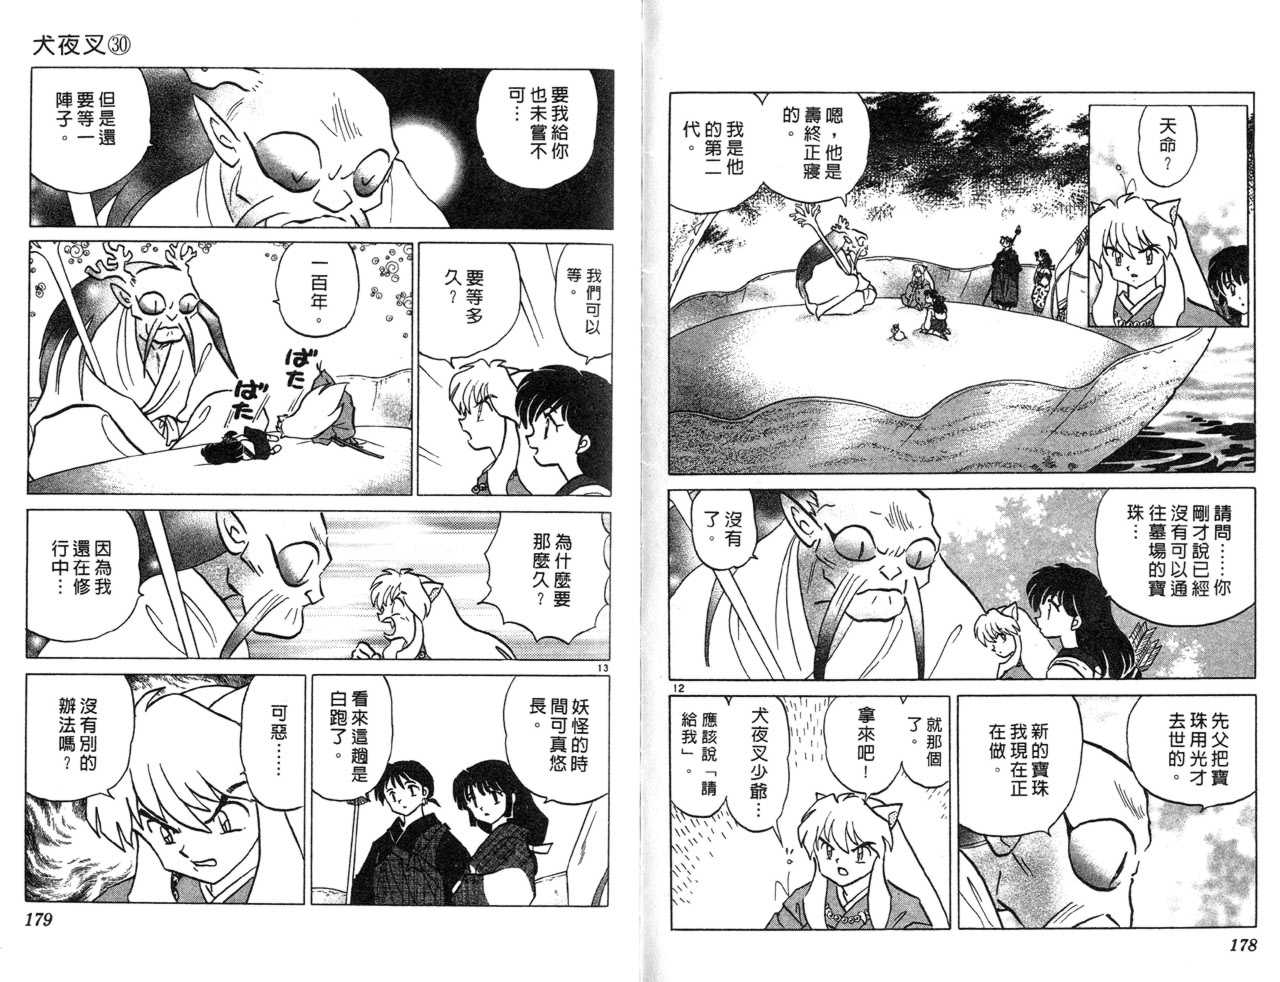 天命？
嗯，他是
壽終正寢
的。
我是他
的第二
代。
請問……你
剛才說已經
沒有可以通
往墓場的寶
珠…
沒有
了。
先父把寶
珠用光才
去世的。
新的寶珠
我現在正
在做。
就那個
了。
拿來吧！
犬夜叉少爺…
應該說「請
給我」。
12
178
犬夜叉㉚
要我給你
也未嘗不
可…
但是還
要等一
陣子。
我們可以
等。
要等多
久？
一百年。
ばた
ばた
為什麼要
那麼久？
因為我
還在修
行中…
13
妖怪的時
間可真悠
長。
看來這趟是
白跑了。
可惡……
沒有別的
辦法嗎？
179